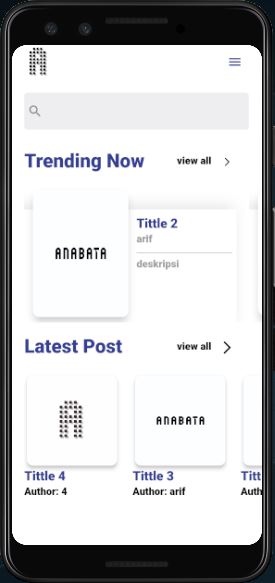 A
Trending Now view all
ANABATA
Tittle 2
arif
deskripsi
Latest Post view all
A
ANABATA
Tittle 4
Author: 4
Tittle 3
Author: arif
Titt
Auth